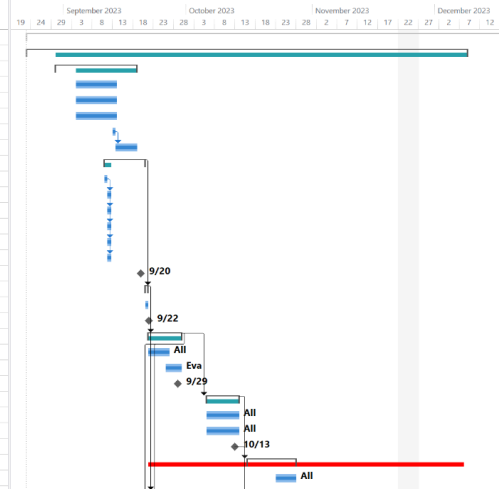 September 2023 October 2023 November 2023 December 2023
19 24 29 3 8 13 18 23 28 3 8 13 18 23 28 2 7 12 17 22 27 2 7 12
9/20
9/22
All
Eva
9/29
All
All
10/13
All